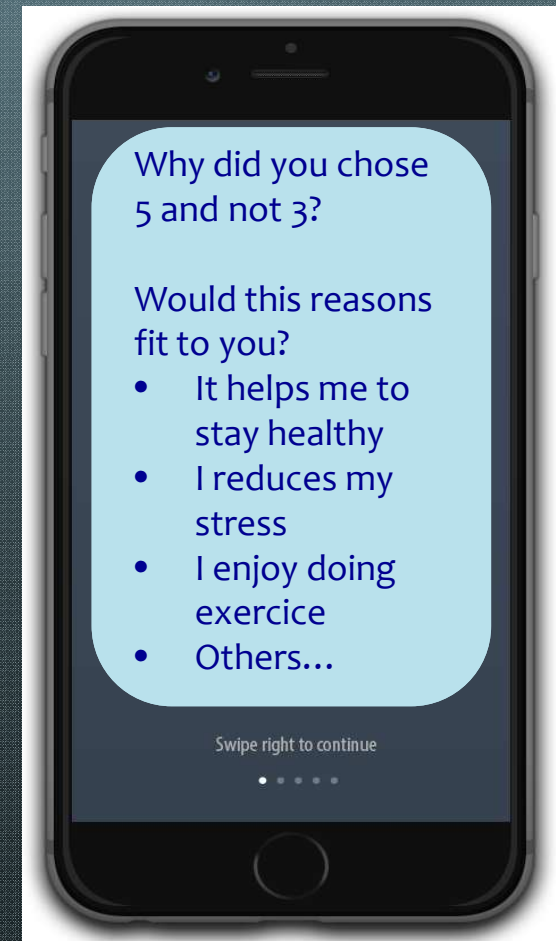 Why did you chose
5 and not 3?
Would this reasons
fit to you?
• It helps me to
stay healthy
• I reduces my
stress
• I enjoy doing
exercice
• Others...
Swipe right to continue